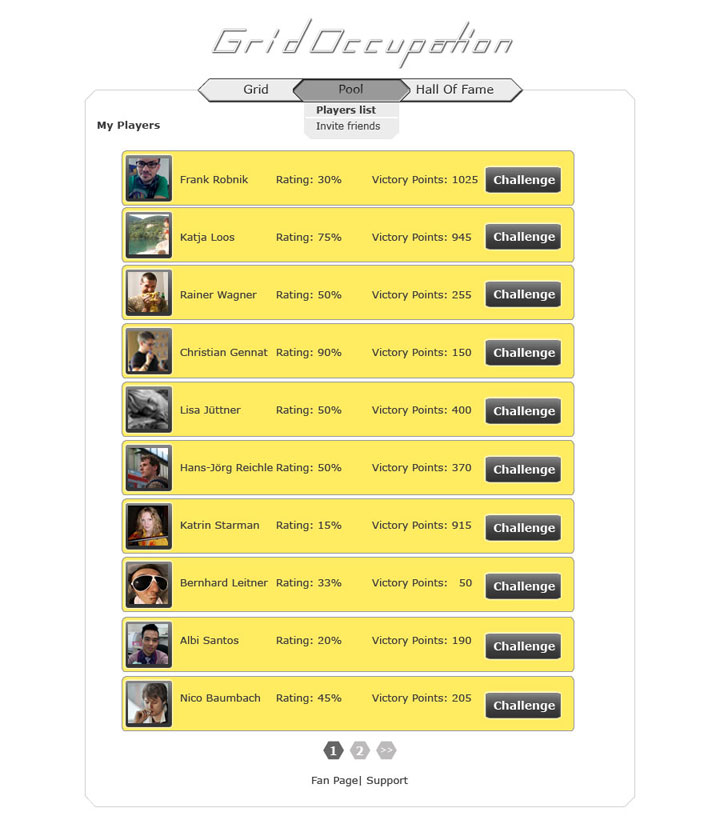 GridOccupation
Grid Pool Hall Of Fame
Players list
Invite friends
My Players
Frank Robnik Rating: 30% Victory Points: 1025 Challenge
Katja Loos Rating: 75% Victory Points: 945 Challenge
Rainer Wagner Rating: 50% Victory Points: 255 Challenge
Christian Gennat Rating: 90% Victory Points: 150 Challenge
Lisa Jüttner Rating: 50% Victory Points: 400 Challenge
Hans-Jörg Reichle Rating: 50% Victory Points: 370 Challenge
Katrin Starman Rating: 15% Victory Points: 915 Challenge
Bernhard Leitner Rating: 33% Victory Points: 50 Challenge
Albi Santos Rating: 20% Victory Points: 190 Challenge
Nico Baumbach Rating: 45% Victory Points: 205 Challenge
1 2 >>
Fan Page| Support